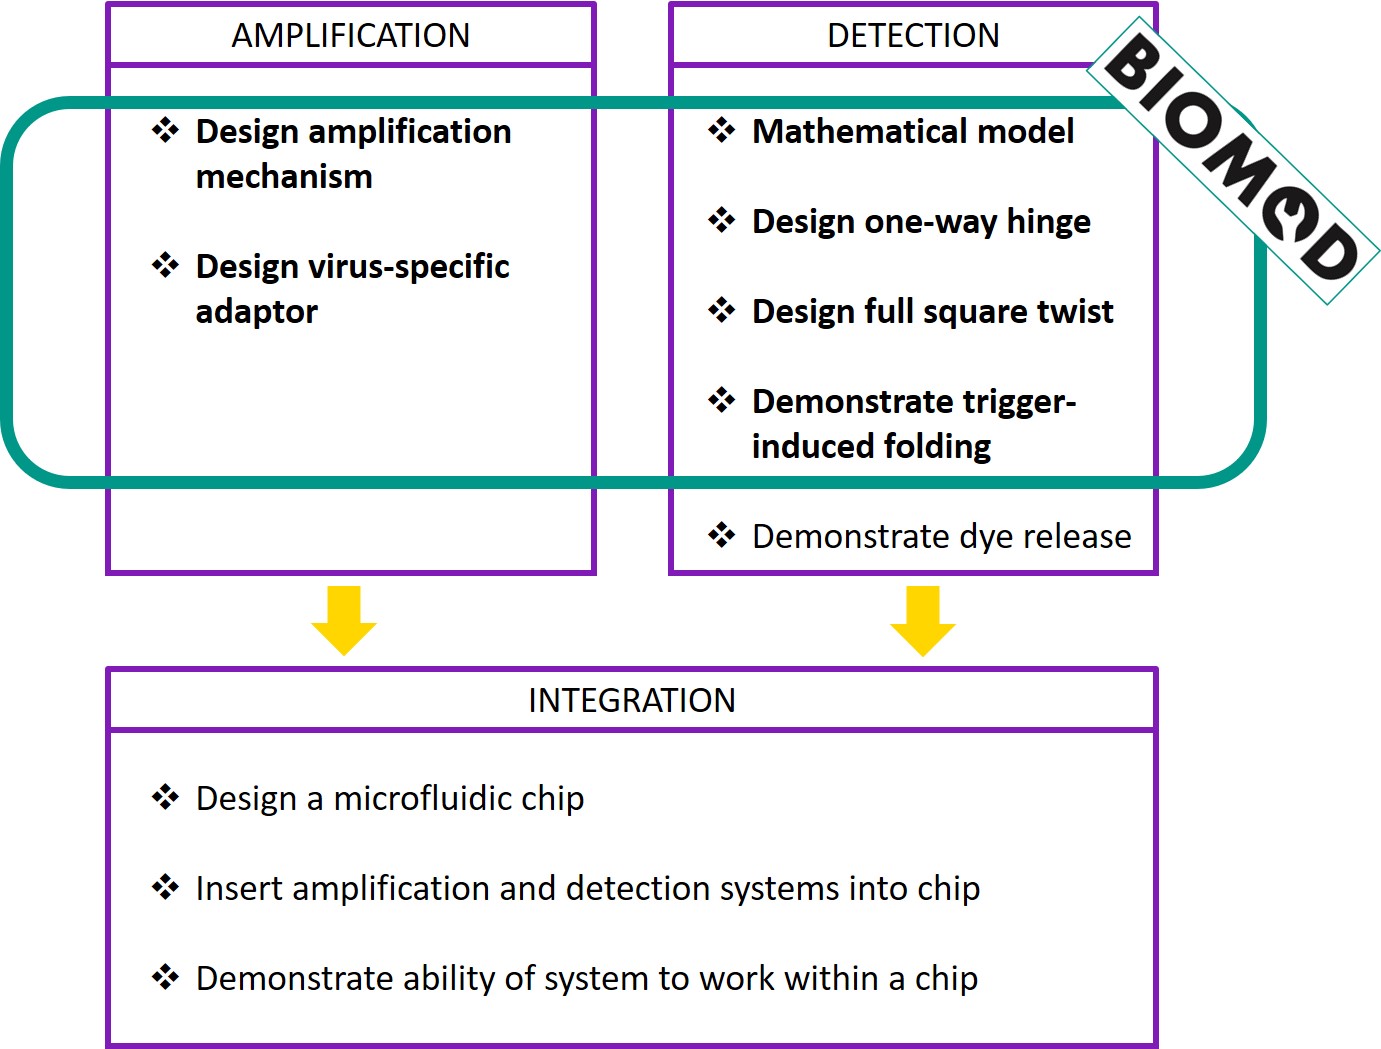 AMPLIFICATION
❖ Design amplification
mechanism
❖ Design virus-specific
adaptor
DETECTION
❖ Mathematical model
❖ Design one-way hinge
❖ Design full square twist
❖ Demonstrate trigger-
induced folding
❖ Demonstrate dye release
BIOMOD
INTEGRATION
❖ Design a microfluidic chip
❖ Insert amplification and detection systems into chip
❖ Demonstrate ability of system to work within a chip